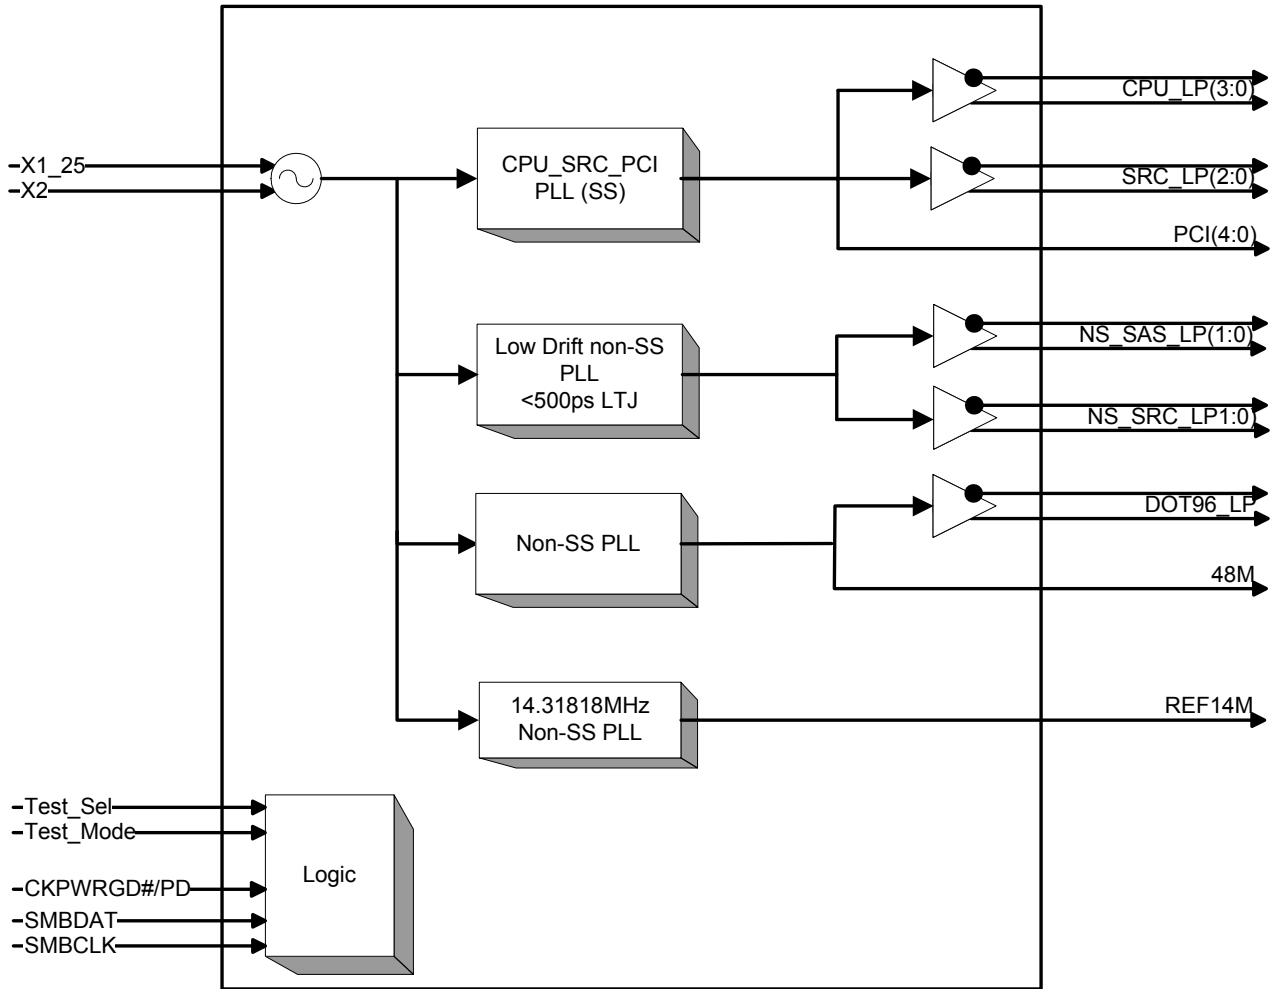 CPU_LP(3:0)
X1_25
X2
CPU_SRC_PCI
PLL (SS)
SRC_LP(2:0)
PCI(4:0)
Low Drift non-SS
PLL
<500ps LTJ
NS_SAS_LP(1:0)
NS_SRC_LP1:0)
Non-SS PLL
DOT96_LP
48M
14.31818MHz
Non-SS PLL
REF14M
Test_Sel
Test_Mode
CKPWRGD#/PD
SMBDAT
SMBCLK
Logic